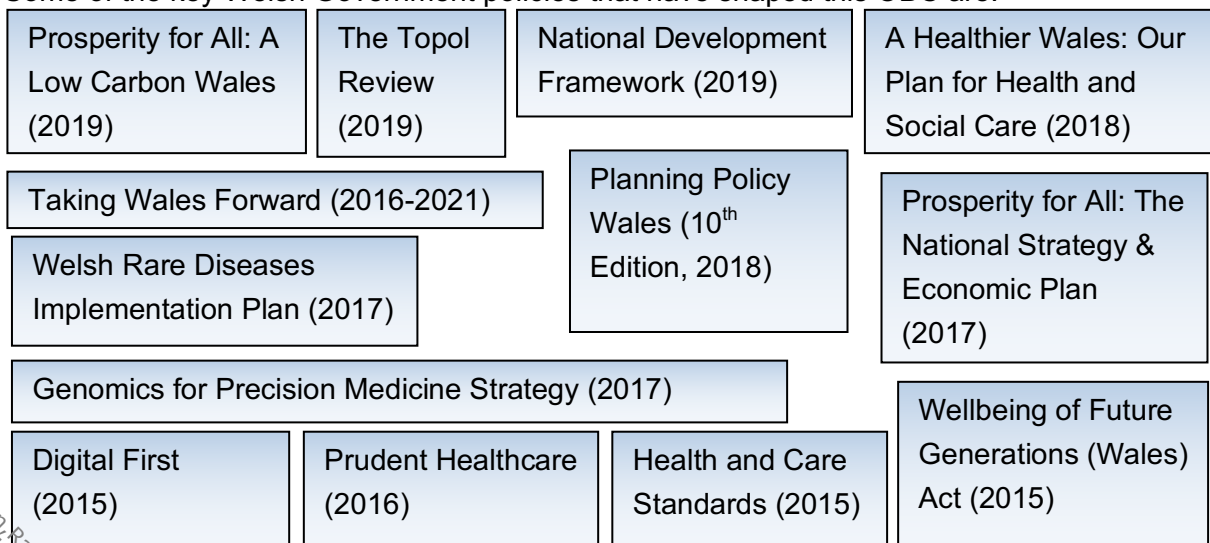 Prosperity for All: A
Low Carbon Wales
(2019)
The Topol
Review
(2019)
National Development
Framework (2019)
A Healthier Wales: Our
Plan for Health and
Social Care (2018)
Taking Wales Forward (2016-2021)
Planning Policy
Wales (10th
Edition, 2018)
Prosperity for All: The
National Strategy &
Economic Plan
(2017)
Welsh Rare Diseases
Implementation Plan (2017)
Genomics for Precision Medicine Strategy (2017)
Wellbeing of Future
Generations (Wales)
Act (2015)
Digital First
(2015)
Prudent Healthcare
(2016)
Health and Care
Standards (2015)